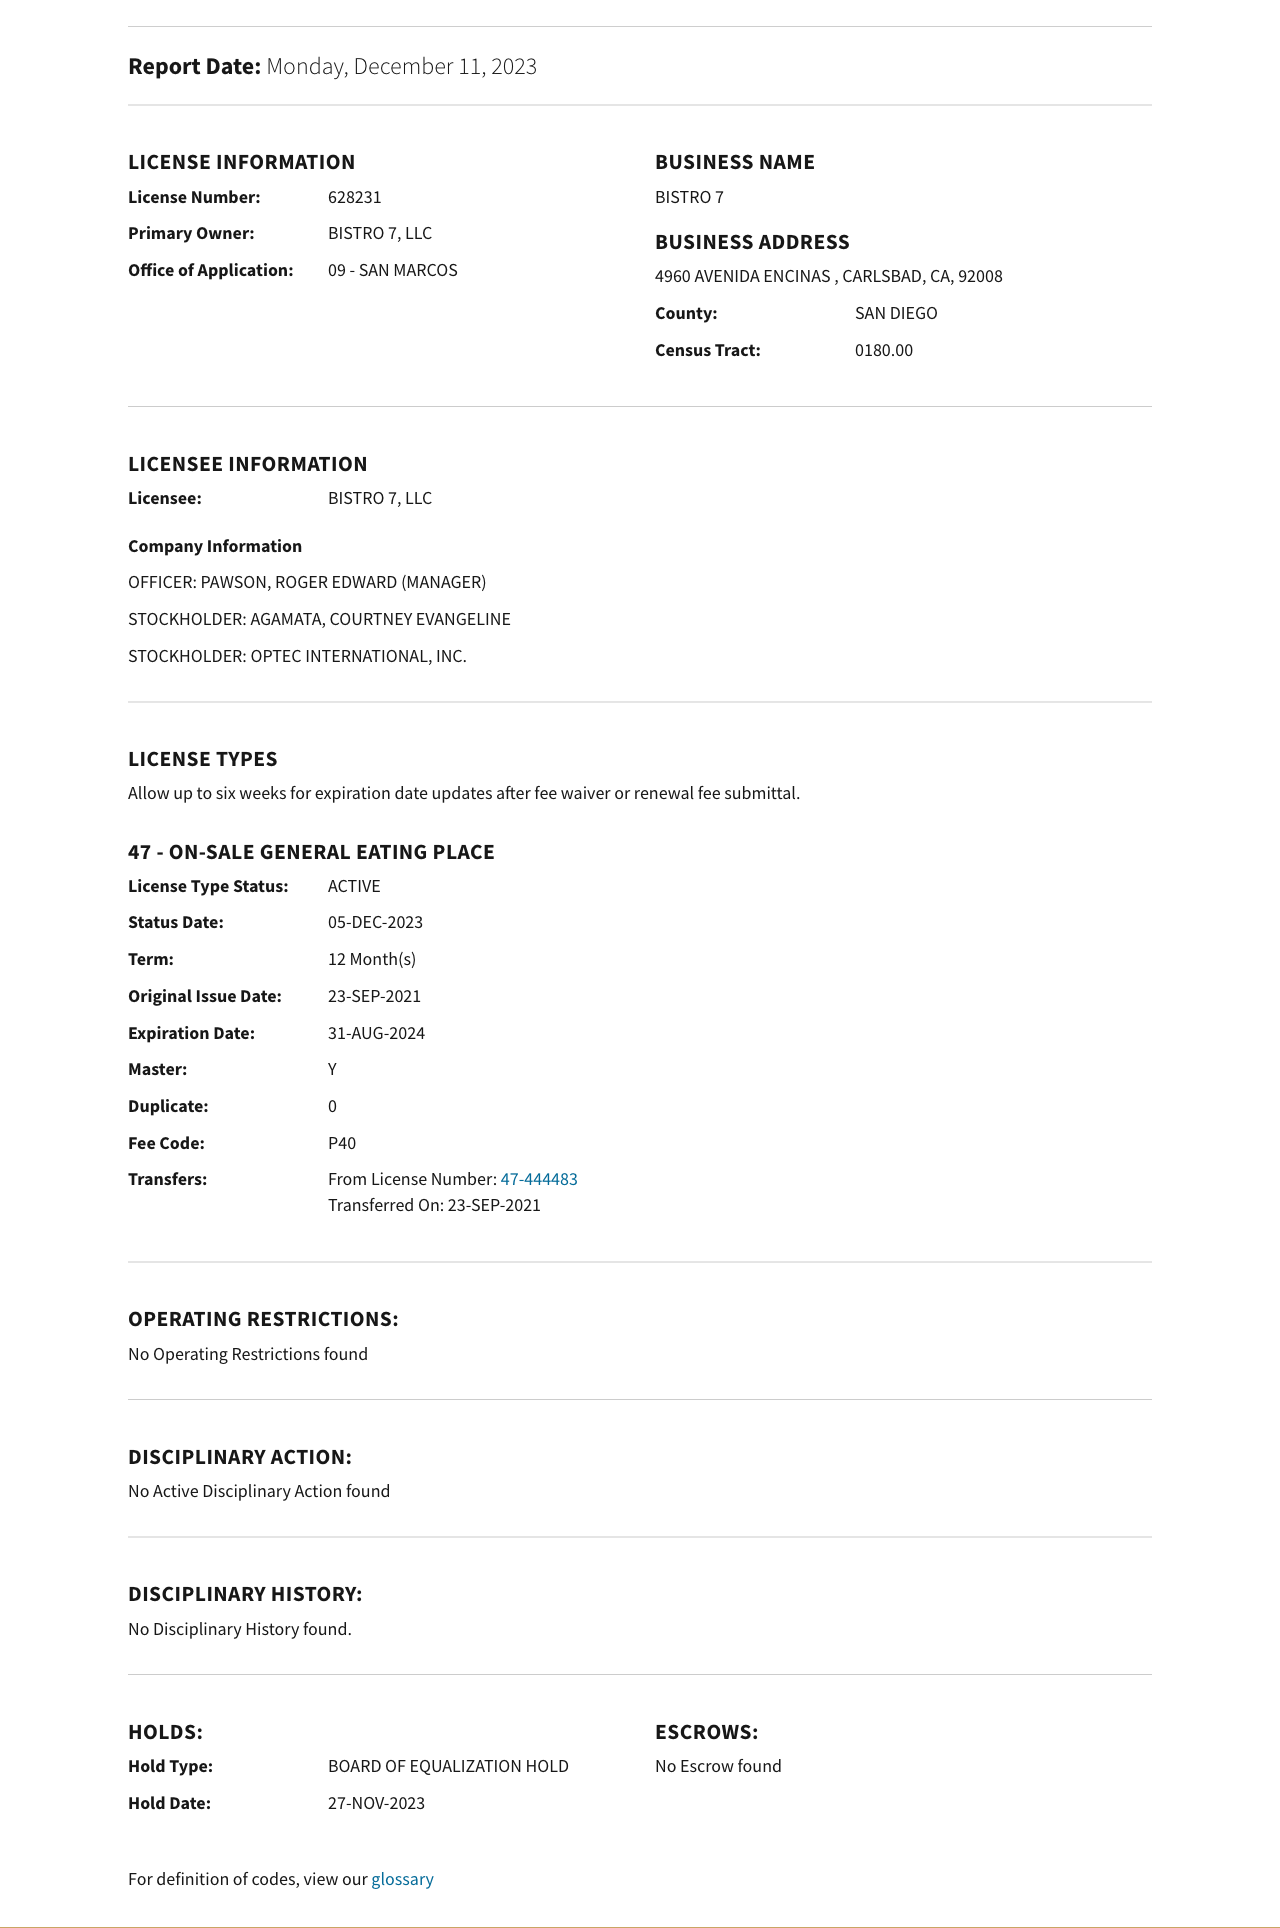 Report Date: Monday, December 11, 2023
LICENSE INFORMATION
License Number: 628231
Primary Owner: BISTRO 7, LLC
Office of Application: 09 - SAN MARCOS
BUSINESS NAME
BISTRO 7
BUSINESS ADDRESS
4960 AVENIDA ENCINAS , CARLSBAD, CA, 92008
County: SAN DIEGO
Census Tract: 0180.00
LICENSEE INFORMATION
Licensee: BISTRO 7, LLC
Company Information
OFFICER: PAWSON, ROGER EDWARD (MANAGER)
STOCKHOLDER: AGAMATA, COURTNEY EVANGELINE
STOCKHOLDER: OPTEC INTERNATIONAL, INC.
LICENSE TYPES
Allow up to six weeks for expiration date updates after fee waiver or renewal fee submittal.
47 - ON-SALE GENERAL EATING PLACE
License Type Status: ACTIVE
Status Date: 05-DEC-2023
Term: 12 Month(s)
Original Issue Date: 23-SEP-2021
Expiration Date: 31-AUG-2024
Master: Y
Duplicate: 0
Fee Code: P40
Transfers: From License Number: 47-444483
Transferred On: 23-SEP-2021
OPERATING RESTRICTIONS:
No Operating Restrictions found
DISCIPLINARY ACTION:
No Active Disciplinary Action found
DISCIPLINARY HISTORY:
No Disciplinary History found.
HOLDS:
Hold Type: BOARD OF EQUALIZATION HOLD
Hold Date: 27-NOV-2023
ESCROWS:
No Escrow found
For definition of codes, view our glossary